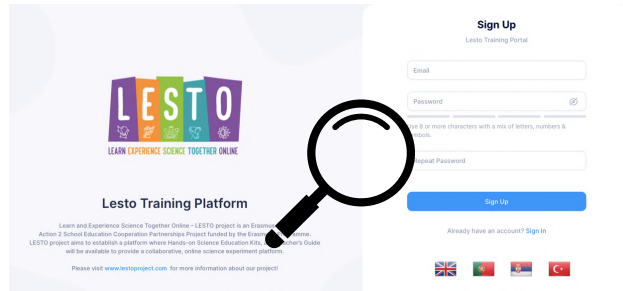 LESTO
LEARN EXPERIENCE SCIENCE TOGETHER ONLINE
Lesto Training Platform
Learn and Experience Science Together Online – LESTO project is an Erasmus
Action 2 School Education Cooperation Partnerships Project funded by the Erasmus
LESTO project aims to establish a platform where Hands-on Science Education Kits, Guide
will be available to provide a collaborative, online science experiment platform.
Please visit www.lestoproject.com for more information about our project!
Sign Up
Lesto Training Portal
Email
Password
8 or more characters with a mix of letters, numbers &
Repeat Password
Sign Up
Already have an account? Sign In